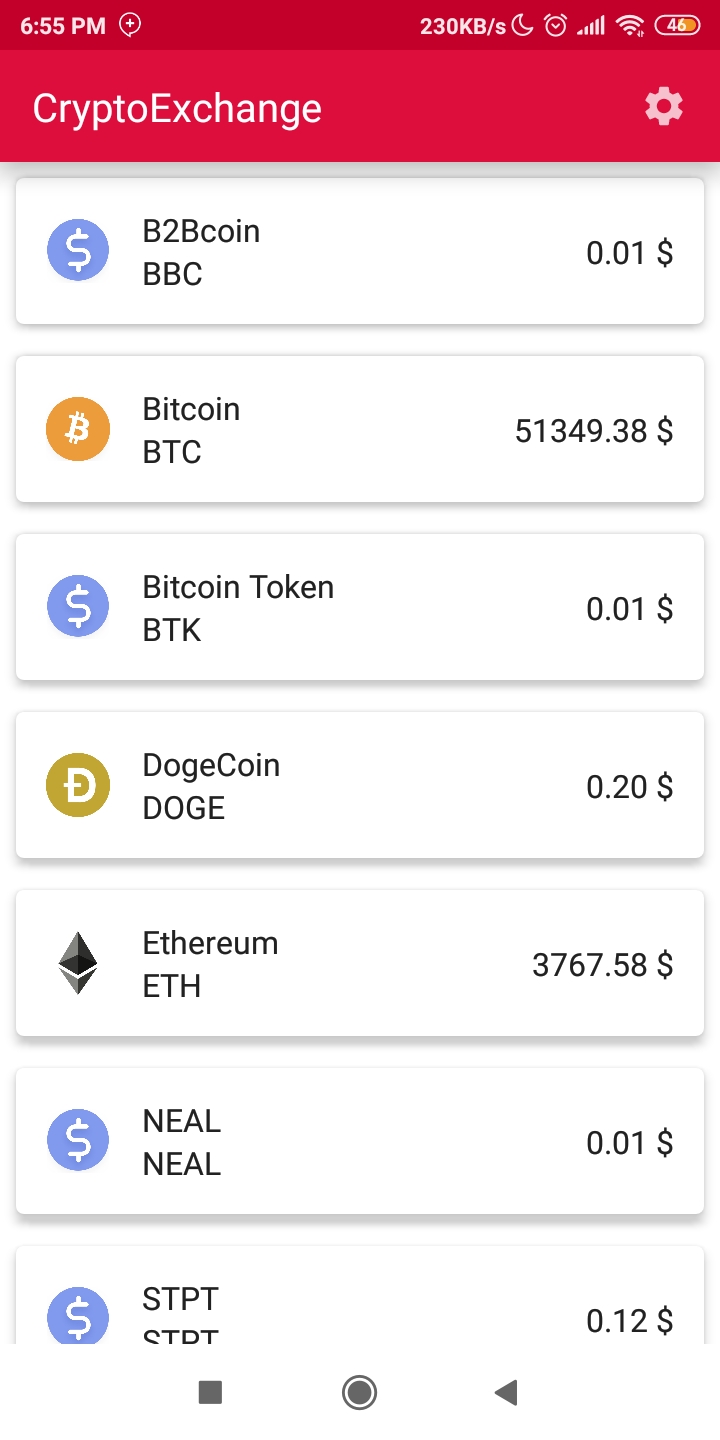 6:55 PM 230KB/s 46
CryptoExchange
B2Bcoin
BBC
0.01 $
Bitcoin
BTC
51349.38 $
Bitcoin Token
BTK
0.01 $
DogeCoin
DOGE
0.20 $
Ethereum
ETH
3767.58 $
NEAL
NEAL
0.01 $
STPT
STPT
0.12 $